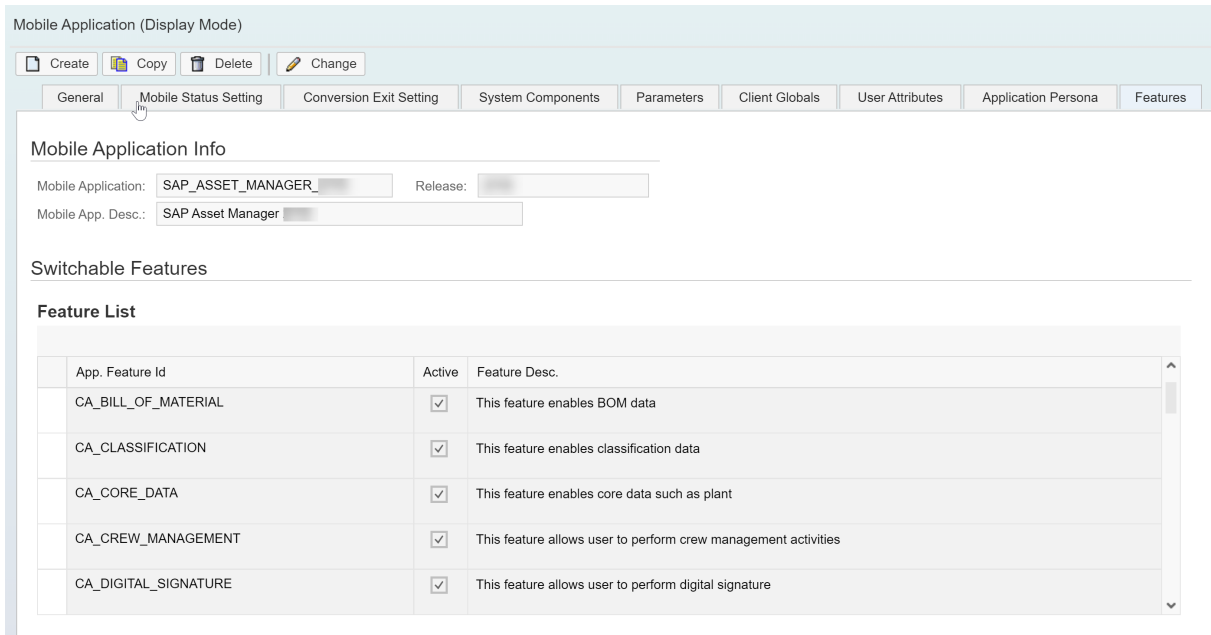 Mobile Application (Display Mode)
Create Copy Delete Change
General Mobile Status Setting Conversion Exit Setting System Components Parameters Client Globals User Attributes Application Persona Features
Mobile Application Info
Mobile Application: SAP_ASSET_MANAGER_ Release:
Mobile App. Desc.: SAP Asset Manager
Switchable Features
Feature List
App. Feature Id Active Feature Desc.
CA_BILL_OF_MATERIAL This feature enables BOM data
CA_CLASSIFICATION This feature enables classification data
CA_CORE_DATA This feature enables core data such as plant
CA_CREW_MANAGEMENT This feature allows user to perform crew management activities
CA_DIGITAL_SIGNATURE This feature allows user to perform digital signature